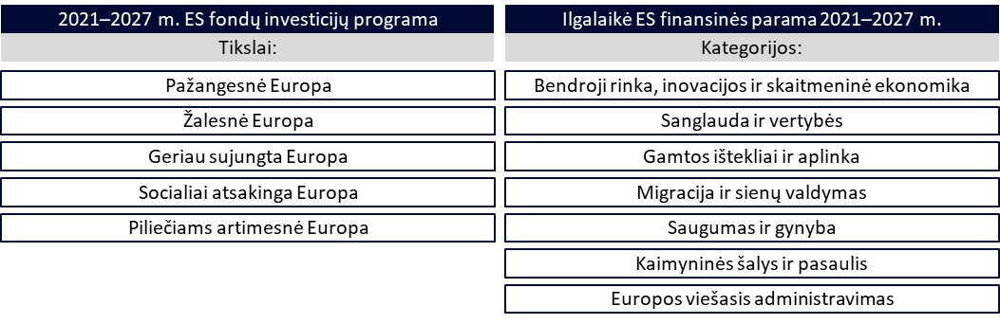 2021–2027 m. ES fondų investicijų programa
Tikslai:
Pažangesnė Europa
Žalesnė Europa
Geriau sujungta Europa
Socialiai atsakinga Europa
Piliečiams artimesnė Europa
Ilgalaikė ES finansinės parama 2021–2027 m.
Kategorijos:
Bendroji rinka, inovacijos ir skaitmeninė ekonomika
Sanglauda ir vertybės
Gamtos ištekliai ir aplinka
Migracija ir sienų valdymas
Saugumas ir gynyba
Kaimyninės šalys ir pasaulis
Europos viešasis administravimas